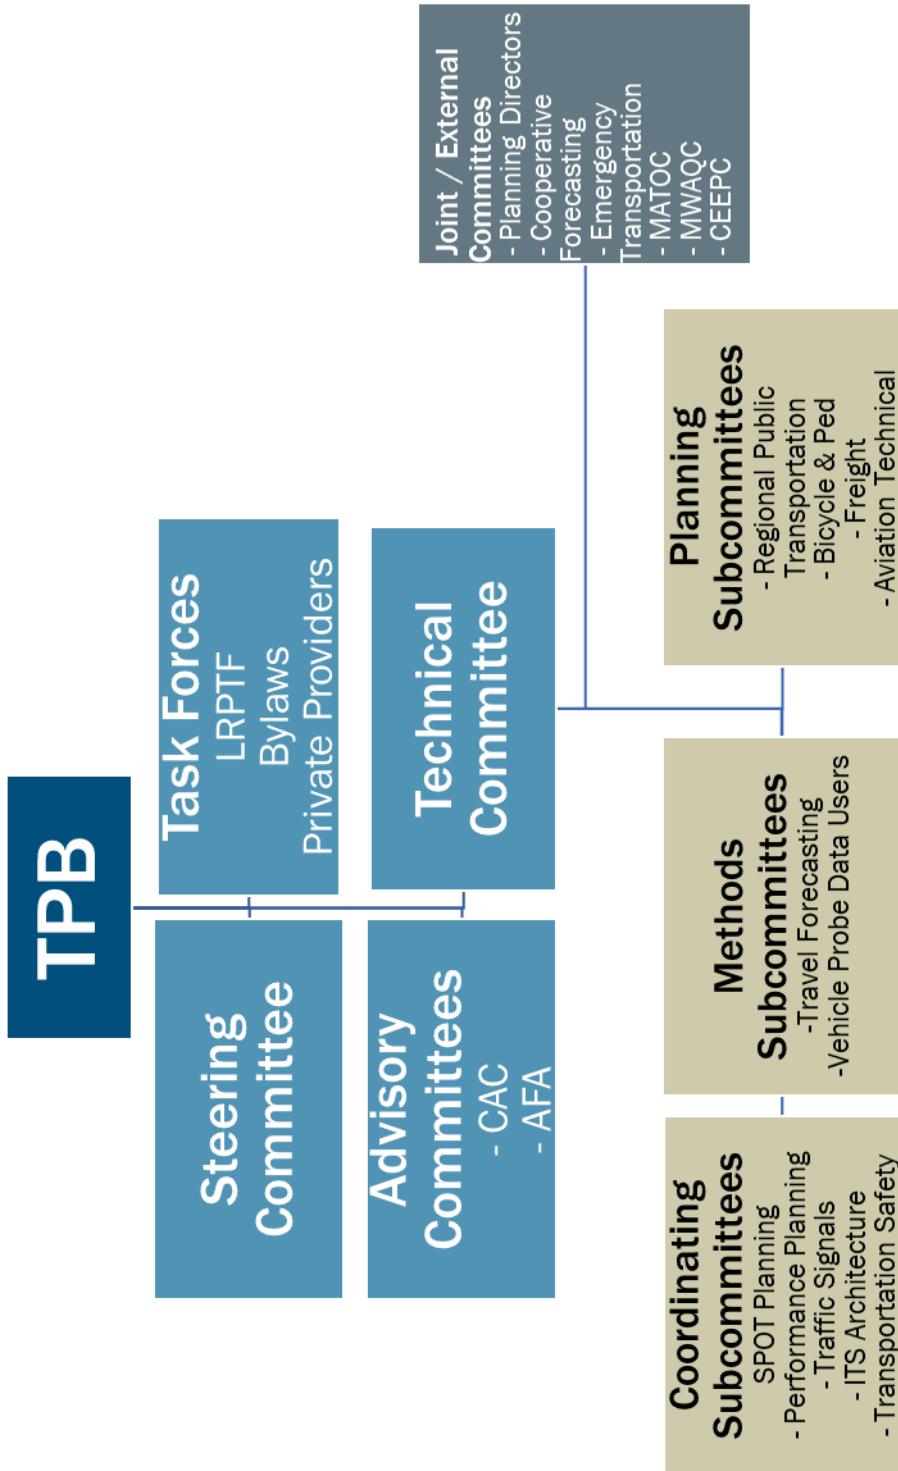 TPB
Steering
Committee
Task Forces
LRPTF
Bylaws
Private Providers
Advisory
Committees
- CAC
- AFA
Technical
Committee
Joint / External
Committees
- Planning Directors
- Cooperative
Forecasting
- Emergency
Transportation
- MATOC
- MWAQC
- CEEPC
Coordinating
Subcommittees
SPOT Planning
- Performance Planning
- Traffic Signals
- ITS Architecture
- Transportation Safety
Methods
Subcommittees
-Travel Forecasting
-Vehicle Probe Data Users
Planning
Subcommittees
- Regional Public
Transportation
- Bicycle & Ped
- Freight
- Aviation Technical